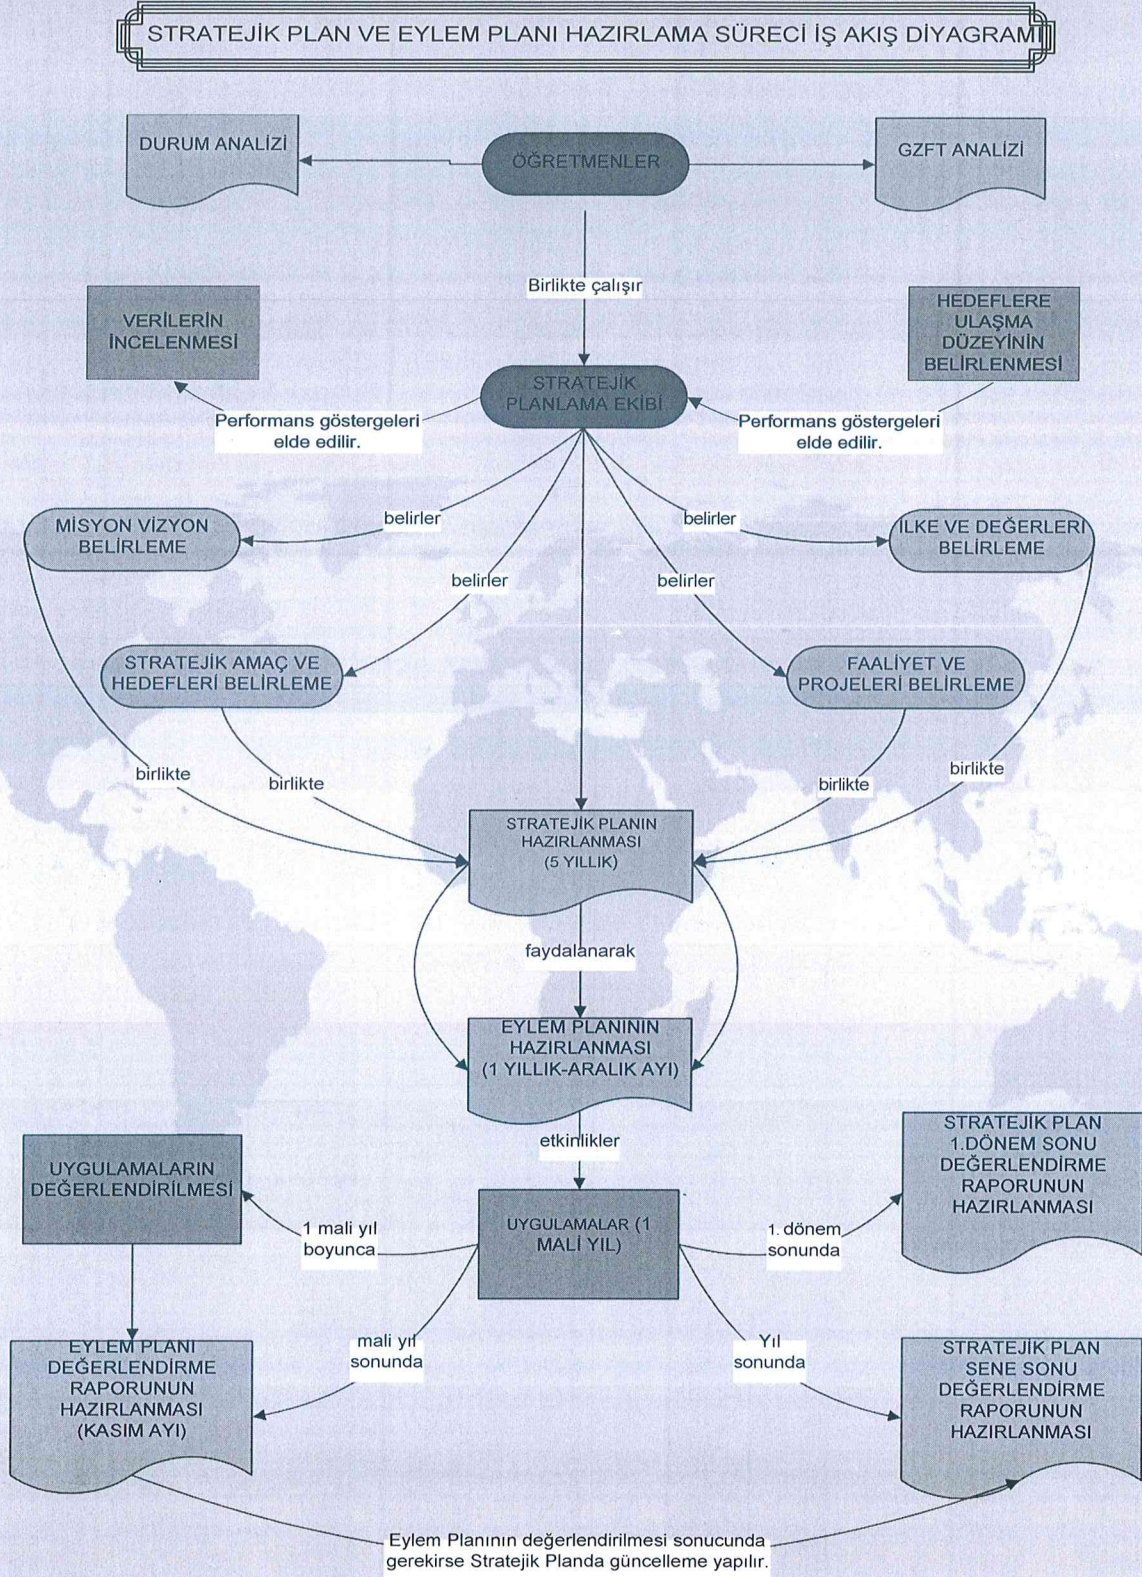 STRATEJİK PLAN VE EYLEM PLANI HAZIRLAMA SÜRECİ İŞ AKIŞ DİYAGRAMI
DURUM ANALİZİ
ÖĞRETMENLER
GZFT ANALİZİ
Birlikte çalışır
VERİLERİN
İNCELENMESİ
HEDEFLERE
ULAŞMA
DÜZEYİNİN
BELİRLENMESİ
STRATEJİK
PLANLAMA EKİBİ
Performans göstergeleri
elde edilir.
Performans göstergeleri
elde edilir.
MİSYON VİZYON
BELİRLEME
belirler
belirler
İLKE VE DEĞERLERİ
BELİRLEME
belirler
belirler
STRATEJİK AMAÇ VE
HEDEFLERİ BELİRLEME
FAALİYET VE
PROJELERİ BELİRLEME
birlikte
birlikte
birlikte
birlikte
STRATEJİK PLANIN
HAZIRLANMASI
(5 YILLIK)
faydalanarak
EYLEM PLANININ
HAZIRLANMASI
(1 YILLIK-ARALIK AYI)
etkinlikler
UYGULAMALARIN
DEĞERLENDİRİLMESİ
1 mali yıl
boyunca
UYGULAMALAR (1
MALİ YIL)
1. dönem
sonunda
STRATEJİK PLAN
1.DÖNEM SONU
DEĞERLENDİRME
RAPORUNUN
HAZIRLANMASI
EYLEM PLANI
DEĞERLENDİRME
RAPORUNUN
HAZIRLANMASI
(KASIM AYI)
mali yıl
sonunda
Yıl
sonunda
STRATEJİK PLAN
SENE SONU
DEĞERLENDİRME
RAPORUNUN
HAZIRLANMASI
Eylem Planının değerlendirilmesi sonucunda
gerekirse Stratejik Planda güncelleme yapılır.